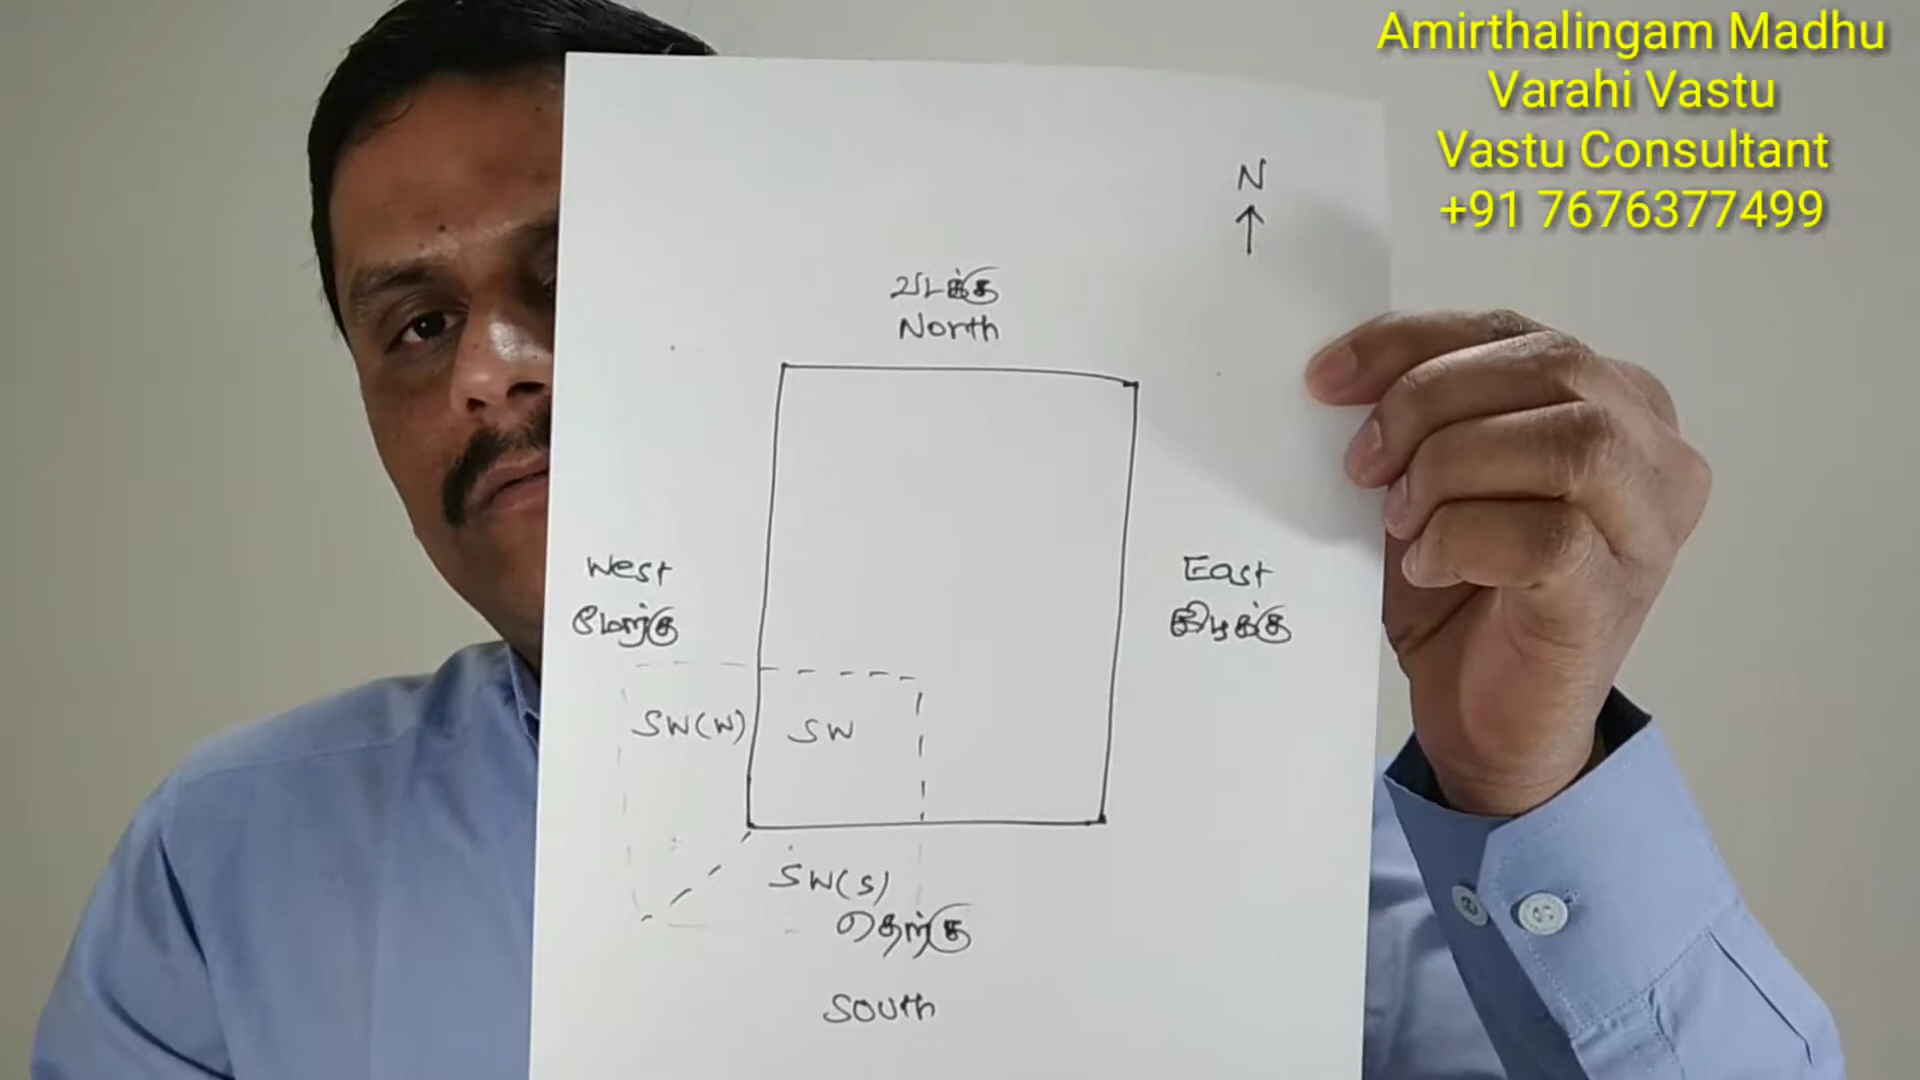 Amirthalingam Madhu
Varahi Vastu
Vastu Consultant
+91 7676377499
N
வடக்கு
North
West
மேற்கு
East
கிழக்கு
SW(W)
SW
SW(S)
தெற்கு
South